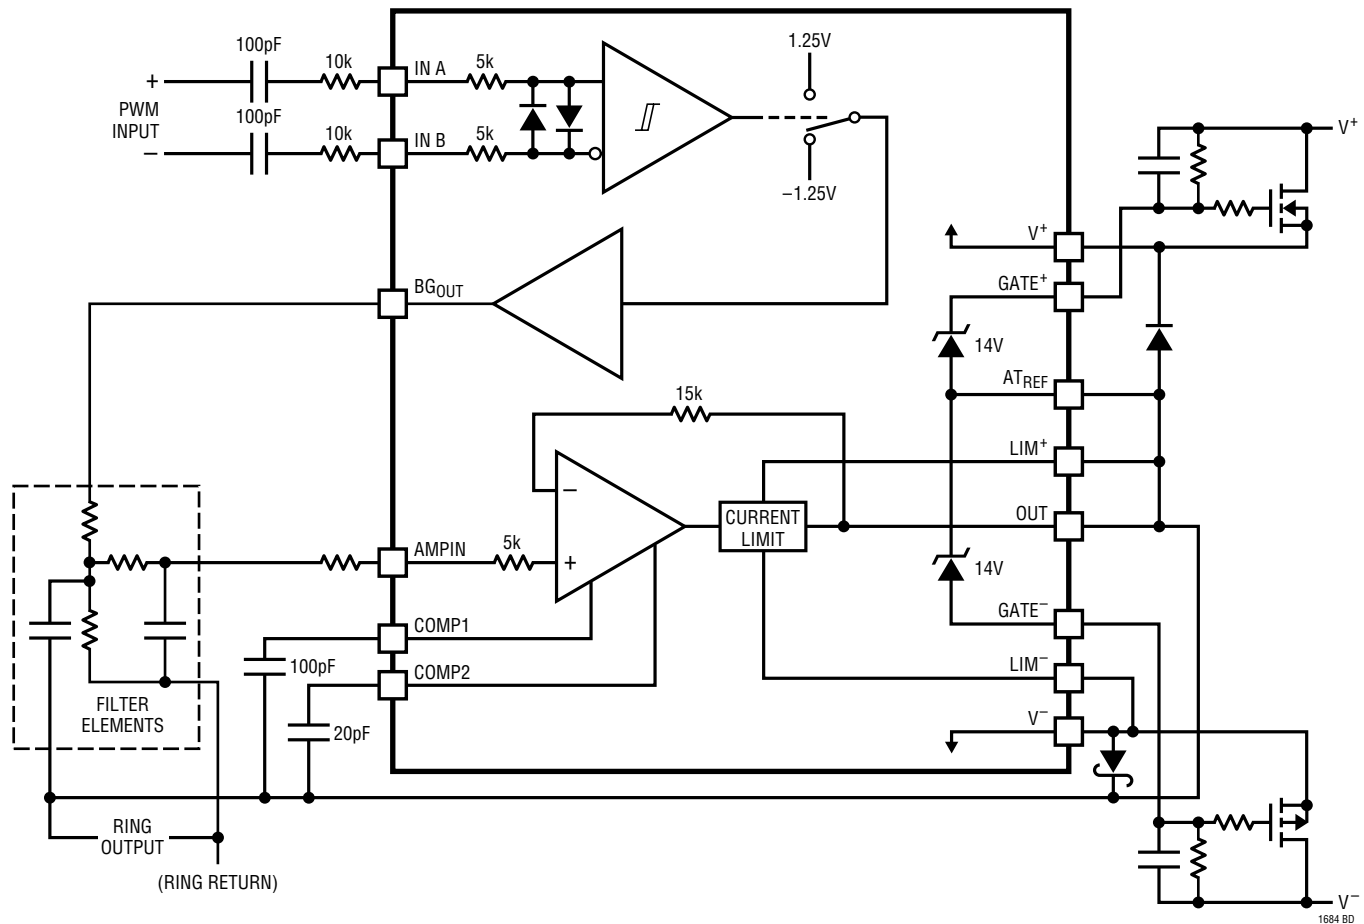 100pF
10k
IN A
5k
1.25V
+
PWM
INPUT
–
100pF
10k
IN B
5k
–1.25V
V+
V+
GATE+
BGOUT
14V
ATREF
15k
LIM+
–
CURRENT
LIMIT
OUT
AMPIN
5k
+
14V
GATE–
COMP1
100pF
COMP2
LIM–
FILTER
ELEMENTS
20pF
V–
RING
OUTPUT
(RING RETURN)
V–
1684 BD